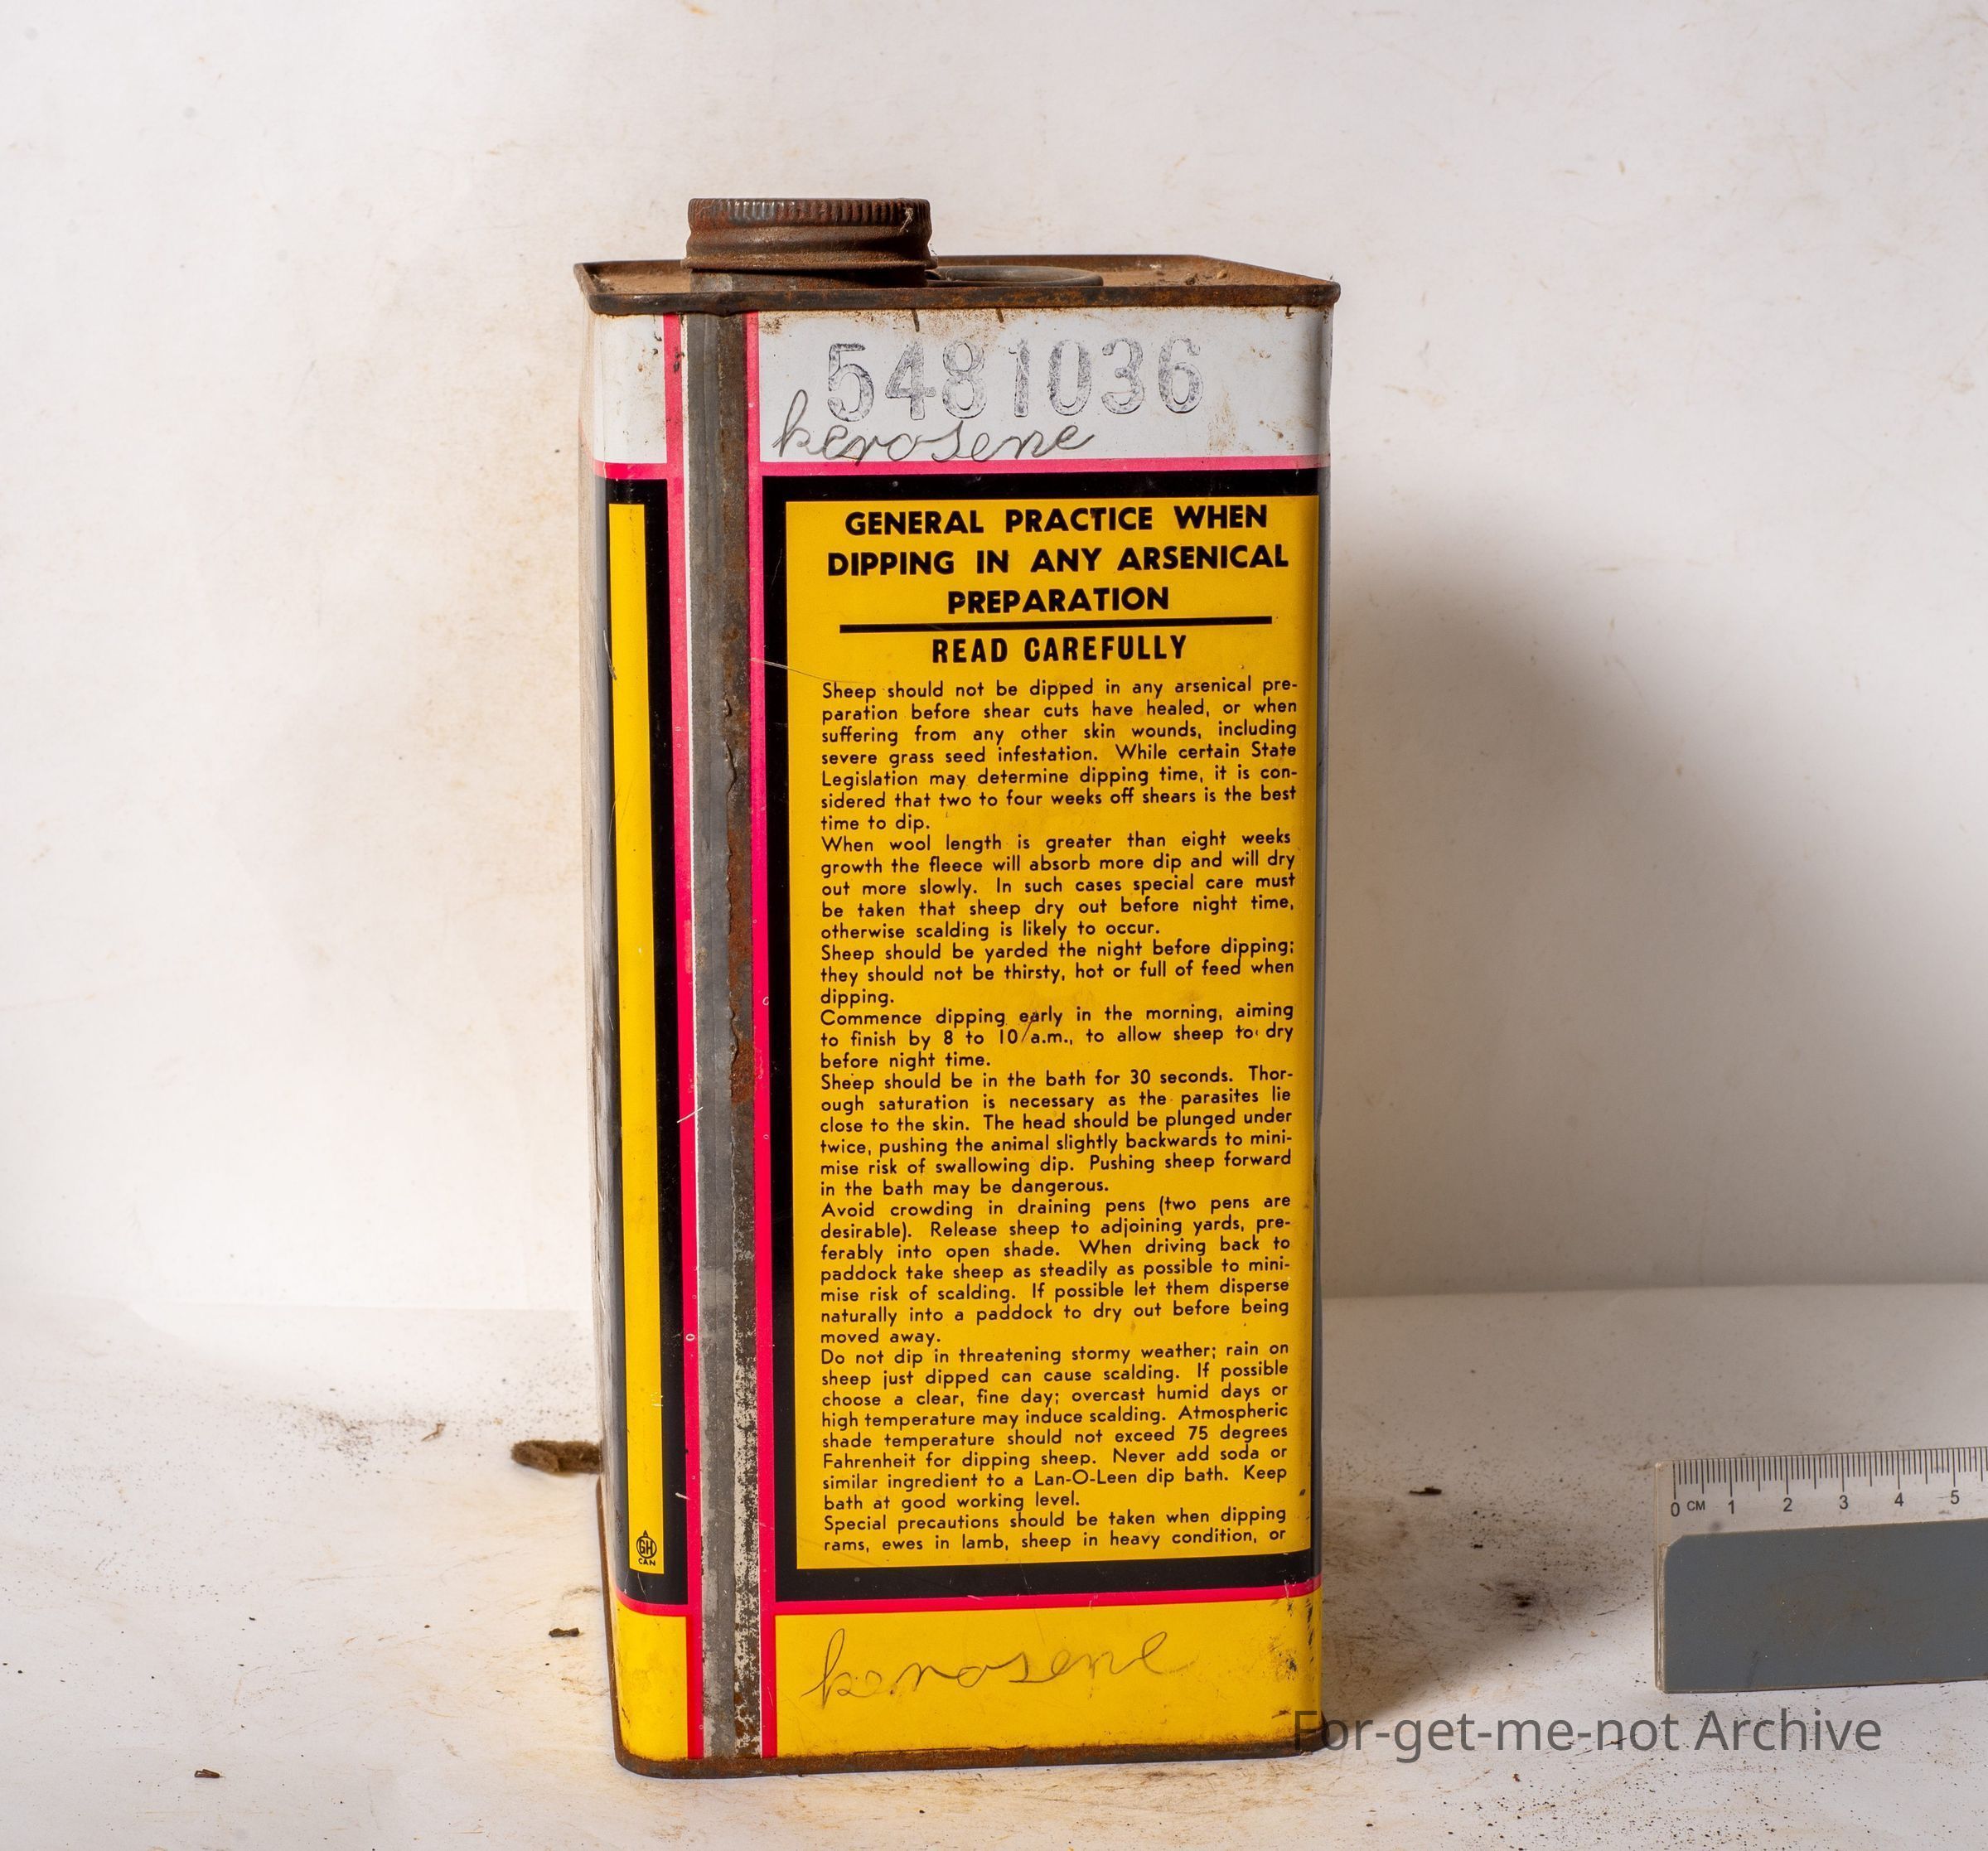 5481036
kerosene
GENERAL PRACTICE WHEN
DIPPING IN ANY ARSENICAL
PREPARATION
READ CAREFULLY
Sheep should not be dipped in any arsenical pre-
paration before shear cuts have healed, or when
suffering from any other skin wounds, including
severe grass seed infestation. While certain State
Legislation may determine dipping time, it is con-
sidered that two to four weeks off shears is the best
time to dip.
When wool length is greater than eight weeks
growth the fleece will absorb more dip and will dry
out more slowly. In such cases special care must
be taken that sheep dry out before night time,
otherwise scalding is likely to occur.
Sheep should be yarded the night before dipping;
they should not be thirsty, hot or full of feed when
dipping.
Commence dipping early in the morning, aiming
to finish by 8 to 10 a.m., to allow sheep to dry
before night time.
Sheep should be in the bath for 30 seconds. Thor-
ough saturation is necessary as the parasites lie
close to the skin. The head should be plunged under
twice, pushing the animal slightly backwards to mini-
mise risk of swallowing dip. Pushing sheep forward
in the bath may be dangerous.
Avoid crowding in draining pens (two pens are
desirable). Release sheep to adjoining yards, pre-
ferably into open shade. When driving back to
paddock take sheep as steadily as possible to mini-
mise risk of scalding. If possible let them disperse
naturally into a paddock to dry out before being
moved away.
Do not dip in threatening stormy weather; rain on
sheep just dipped can cause scalding. If possible
choose a clear, fine day; overcast humid days or
high temperature may induce scalding. Atmospheric
shade temperature should not exceed 75 degrees
Fahrenheit for dipping sheep. Never add soda or
similar ingredient to a Lan-O-Leen dip bath. Keep
bath at good working level.
Special precautions should be taken when dipping
rams, ewes in lamb, sheep in heavy condition, or
A
GH
CAN
kerosene
0 CM 1 2 3 4 5
For-get-me-not Archive